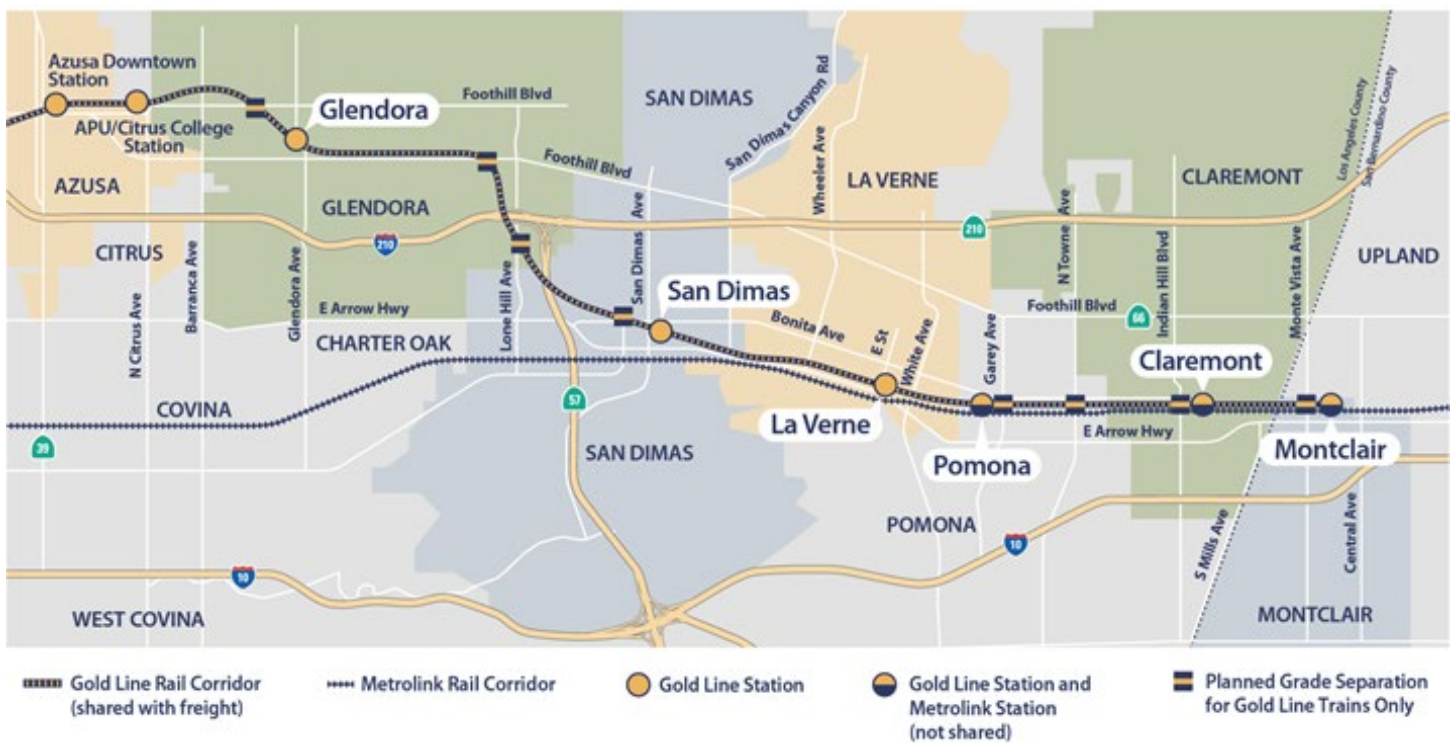 Azusa Downtown
Station
APU/Citrus College
Station
Glendora
Foothill Blvd
SAN DIMAS
San Dimas Canyon Rd
Wheeler Ave
LA VERNE
CLAREMONT
Los Angeles County
San Bernardino County
AZUSA
GLENDORA
Foothill Blvd
210
210
CITRUS
Barranca Ave
N Citrus Ave
Glendora Ave
E Arrow Hwy
Lone Hill Ave
San Dimas Ave
San Dimas
Bonita Ave
E St
White Ave
Garey Ave
N Towne Ave
Foothill Blvd
66
Indian Hill Blvd
Monte Vista Ave
UPLAND
CHARTER OAK
COVINA
39
57
SAN DIMAS
La Verne
Pomona
Claremont
E Arrow Hwy
Montclair
POMONA
10
10
S Mills Ave
Central Ave
WEST COVINA
MONTCLAIR
Gold Line Rail Corridor
(shared with freight)
Metrolink Rail Corridor
Gold Line Station
Gold Line Station and
Metrolink Station
(not shared)
Planned Grade Separation
for Gold Line Trains Only